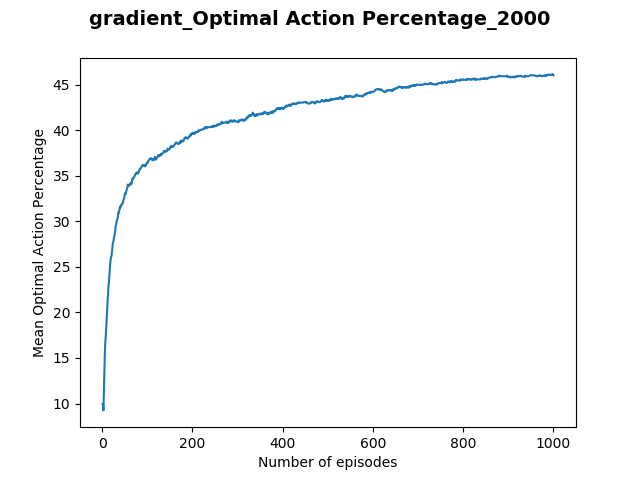 gradient_Optimal Action Percentage_2000
45
40
35
30
25
20
15
10
Mean Optimal Action Percentage
0 200 400 600 800 1000
Number of episodes